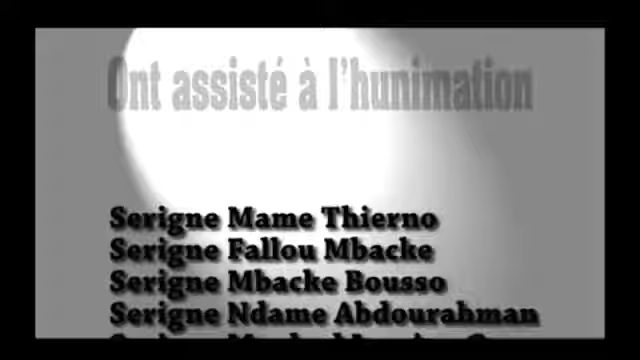 Ont assisté à l'hunimation
Serigne Mame Thierno
Serigne Fallou Mbacke
Serigne Mbacke Bousso
Serigne Ndame Abdourahman